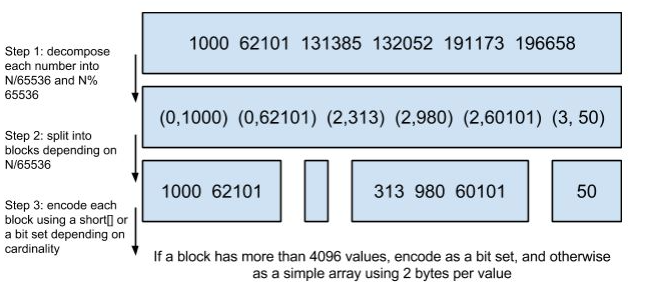 1000 62101 131385 132052 191173 196658
Step 1: decompose
each number into
N/65536 and N%
65536
(0,1000) (0,62101) (2,313) (2,980) (2,60101) (3, 50)
Step 2: split into
blocks depending on
N/65536
1000 62101
313 980 60101
50
Step 3: encode each
block using a short[] or
a bit set depending on
cardinality
If a block has more than 4096 values, encode as a bit set, and otherwise
as a simple array using 2 bytes per value